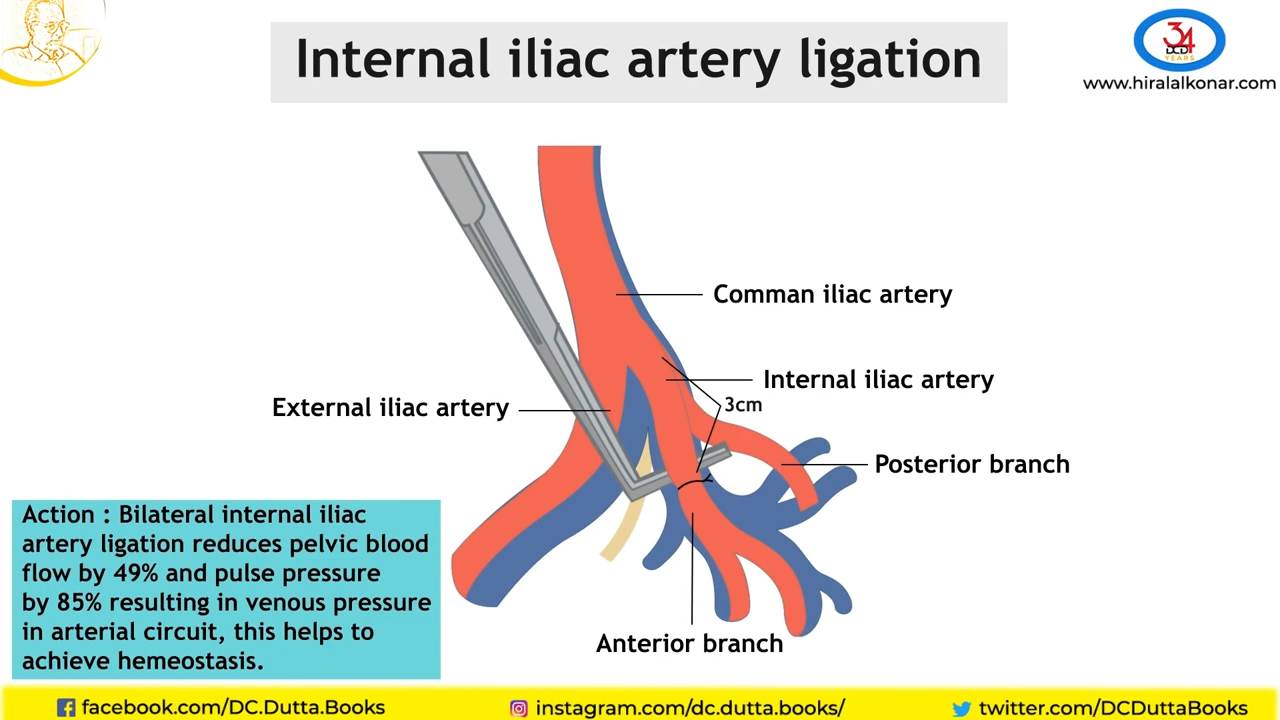 Internal iliac artery ligation
34
DCD
YEARS
www.hiralalkonar.com
Comman iliac artery
Internal iliac artery
3cm
External iliac artery
Posterior branch
Action : Bilateral internal iliac
artery ligation reduces pelvic blood
flow by 49% and pulse pressure
by 85% resulting in venous pressure
in arterial circuit, this helps to
achieve hemeostasis.
Anterior branch
facebook.com/DC.Dutta.Books
instagram.com/dc.dutta.books/
twitter.com/DCDuttaBooks